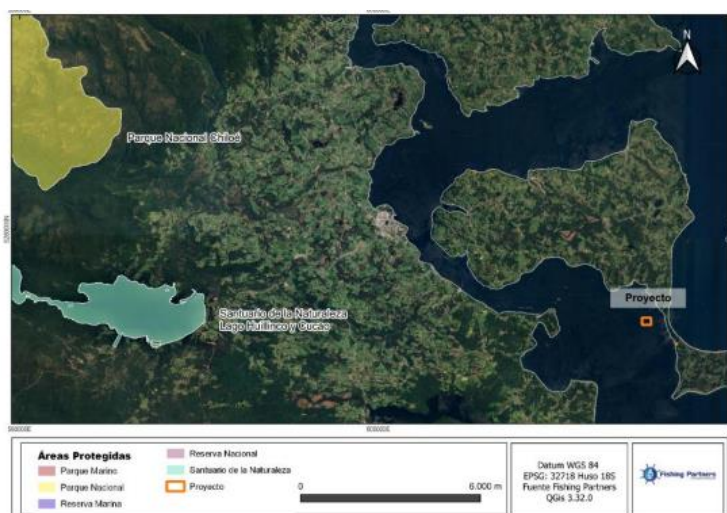 N
Parque Nacional Chiloé
Santuario de la Naturaleza
Lago Huillinco y Cucao
Proyecto
Áreas Protegidas
Parque Marino
Parque Nacional
Reserva Marina
Reserva Nacional
Santuario de la Naturaleza
Proyecto
0
6.000 m
Datum WGS 84
EPSG: 32718 Huso 18S
Fuente Fishing Partners
QGis 3.32.0
Fishing Partners